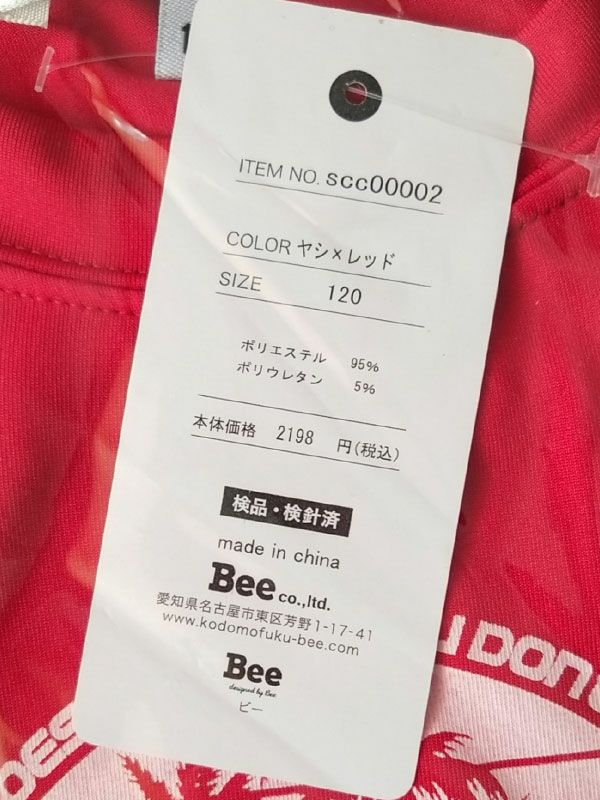 ITEM NO. scc00002
COLOR ヤシ×レッド
SIZE 120
ポリエステル 95%
ポリウレタン 5%
本体価格 2198 円(税込)
検品・検針済
made in china
Bee co.,ltd.
愛知県名古屋市東区芳野1-17-41
www.kodomofuku-bee.com
Bee
designed by Bee
ビー
DON
DES